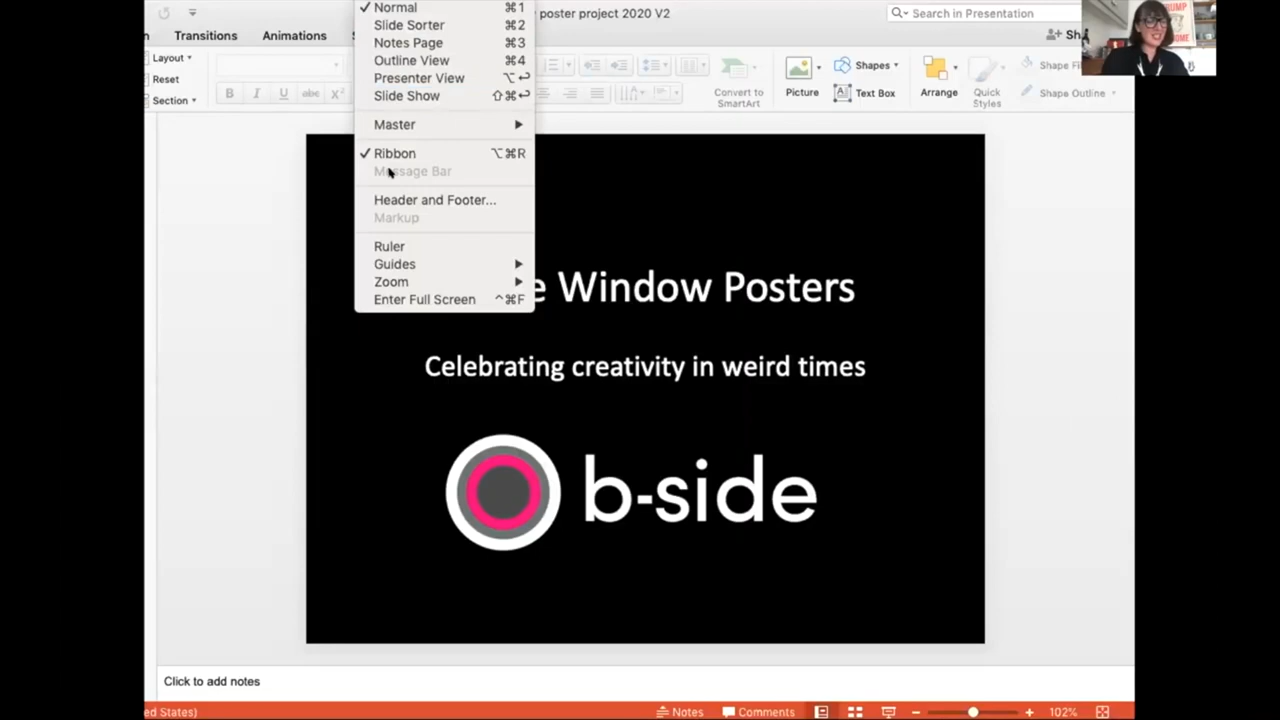 Normal ⌘1
poster project 2020 V2
Search in Presentation
Slide Sorter ⌘2
Transitions
Animations
Notes Page ⌘3
Outline View ⌘4
Presenter View ⌥↩
Slide Show ⇧⌘↩
Layout
Reset
Section
B I U abc X²
Convert to
SmartArt
Picture
Shapes
Text Box
Arrange
Quick
Styles
Shape Outline
Master
Ribbon ⌥⌘R
Message Bar
Header and Footer...
Markup
Ruler
Guides
Zoom
Enter Full Screen ^⌘F
Window Posters
Celebrating creativity in weird times
b-side
Click to add notes
Notes
Comments
102%